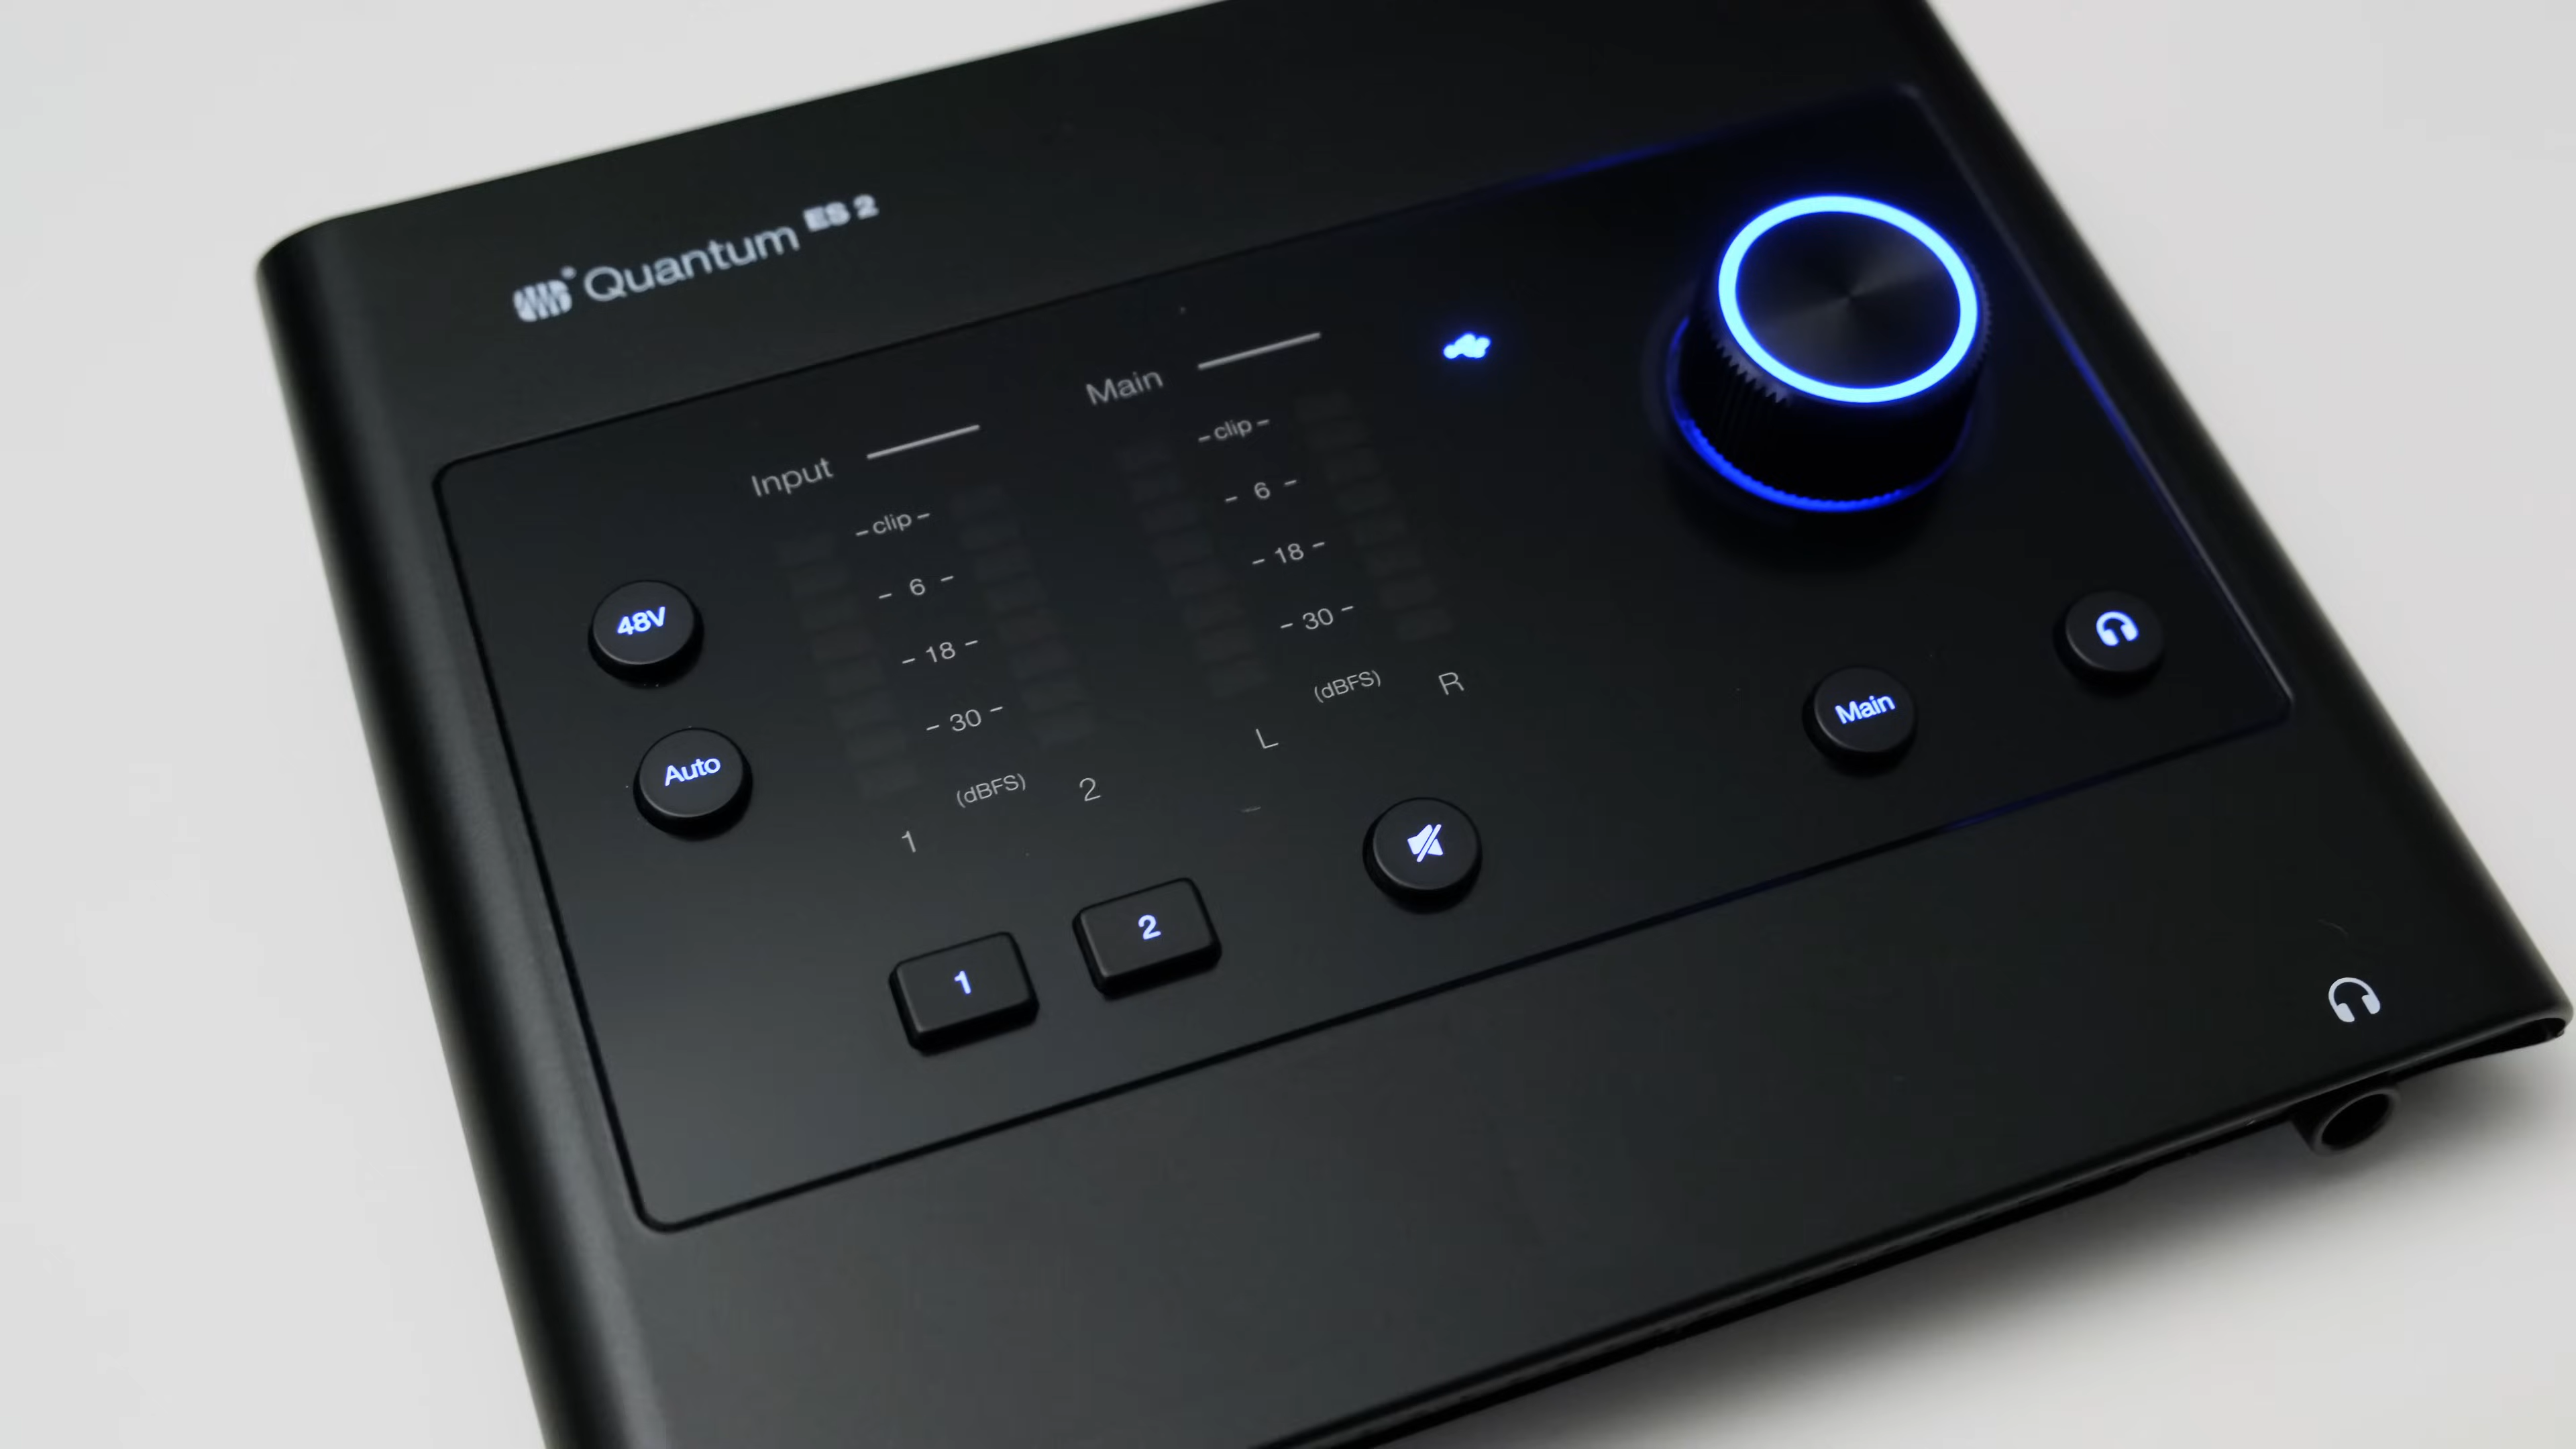 Quantum ES 2
Input
clip
6
18
30
(dBFS)
1
2
Main
clip
6
18
30
(dBFS)
L
R
48V
Auto
1
2
Main